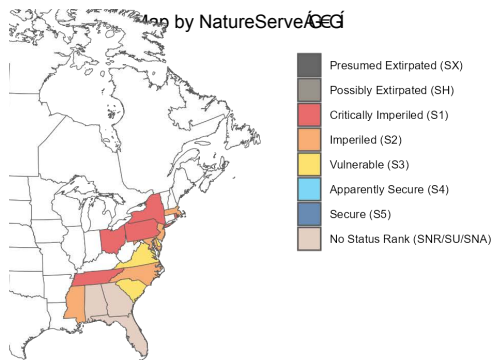 by NatureServe
Presumed Extirpated (SX)
Possibly Extirpated (SH)
Critically Imperiled (S1)
Imperiled (S2)
Vulnerable (S3)
Apparently Secure (S4)
Secure (S5)
No Status Rank (SNR/SU/SNA)